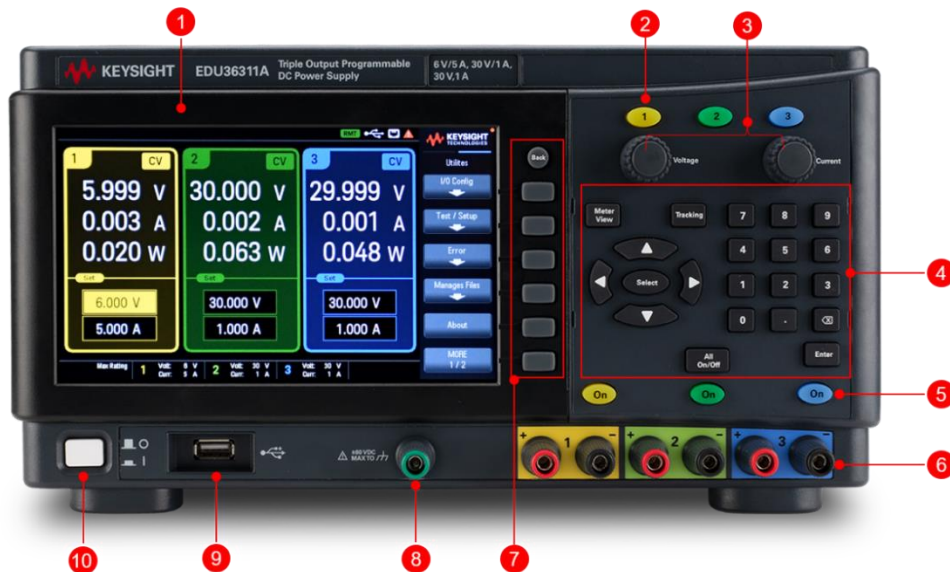 1
2
3
KEYSIGHT EDU36311A Triple Output Programmable DC Power Supply 6 V/5 A, 30 V/1 A, 30 V,1 A
RMT
KEYSIGHT
TECHNOLOGIES
1 CV
5.999 V
0.003 A
0.020 W
Set
6.000 V
5.000 A
2 CV
30.000 V
0.002 A
0.063 W
Set
30.000 V
1.000 A
3 CV
29.999 V
0.001 A
0.048 W
Set
30.000 V
1.000 A
Max Rating 1 Volt: 6 V Curr: 5 A 2 Volt: 30 V Curr: 1 A 3 Volt: 30 V Curr: 1 A
Utilites
I/O Config
Test / Setup
Error
Manages Files
About
MORE
1 / 2
Back
1 2 3
Voltage Current
Meter
View
Tracking
7 8 9
4 5 6
Select
1 2 3
0 .
All
On/Off
Enter
4
On On On
5
±60 VDC
MAX TO
+ 1 −
+ 2 −
+ 3 −
6
10
9
8
7